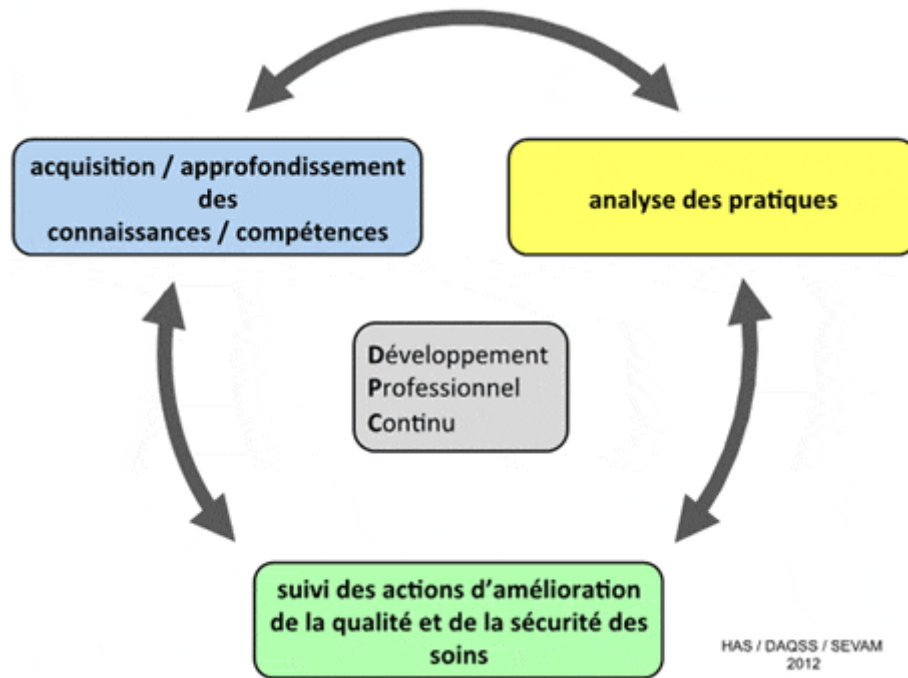 acquisition / approfondissement
des
connaissances / compétences
analyse des pratiques
Développement
Professionnel
Continu
suivi des actions d'amélioration
de la qualité et de la sécurité des
soins
HAS / DAQSS / SEVAM
2012